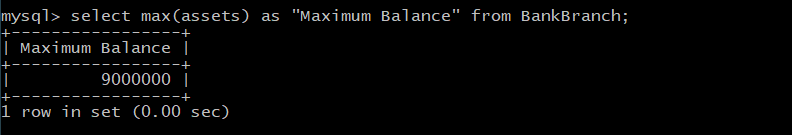 mysql> select max(assets) as "Maximum Balance" from BankBranch;
+-----------------+
| Maximum Balance |
+-----------------+
|         9000000 |
+-----------------+
1 row in set (0.00 sec)